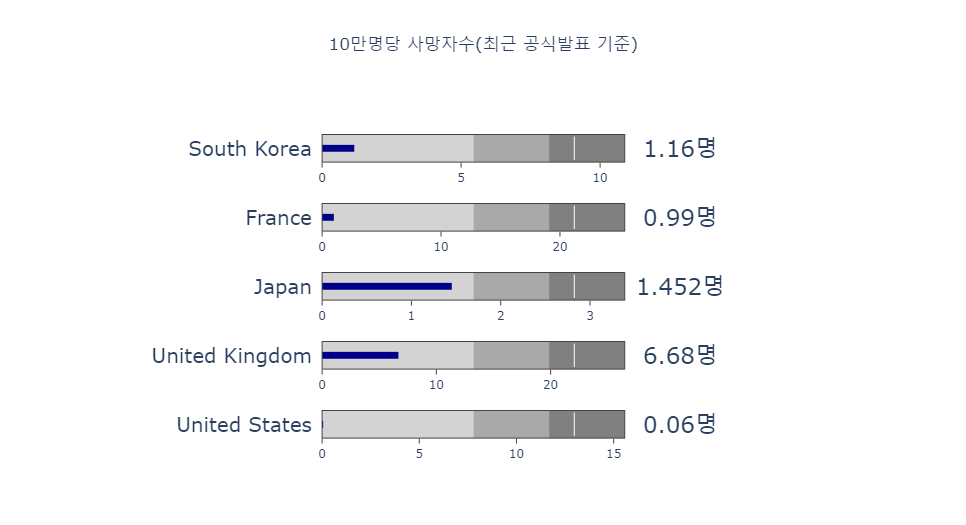 10만명당 사망자수(최근 공식발표 기준)
South Korea 1.16명
0 5 10
France 0.99명
0 10 20
Japan 1.452명
0 1 2 3
United Kingdom 6.68명
0 10 20
United States 0.06명
0 5 10 15